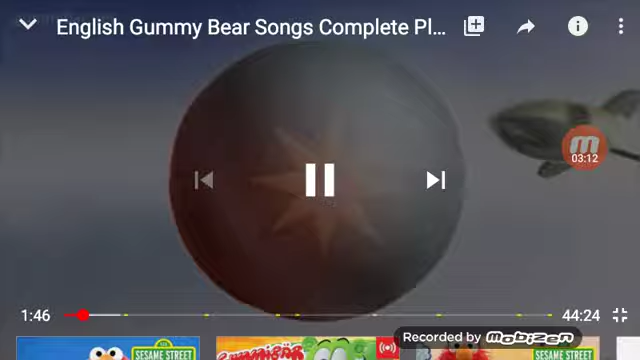 English Gummy Bear Songs Complete Pl...
03:12
1:46
44:24
Recorded by Mobizen
SESAME STREET
SESAME STREET